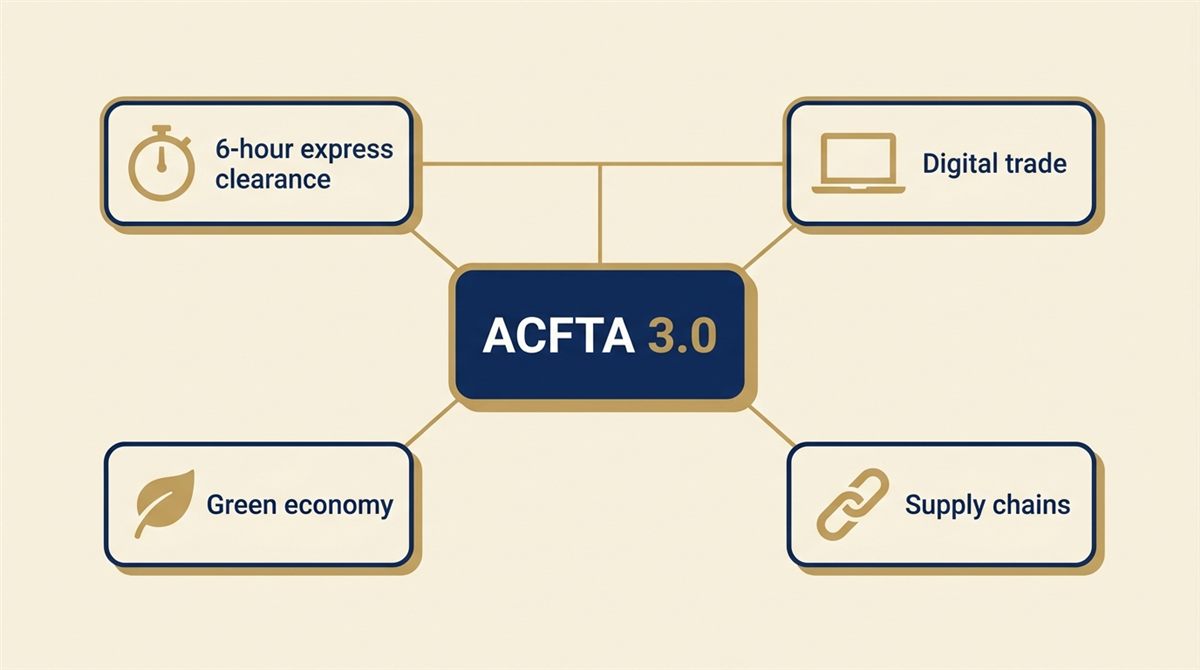 6-hour express
clearance
Digital trade
ACFTA 3.0
Green economy
Supply chains